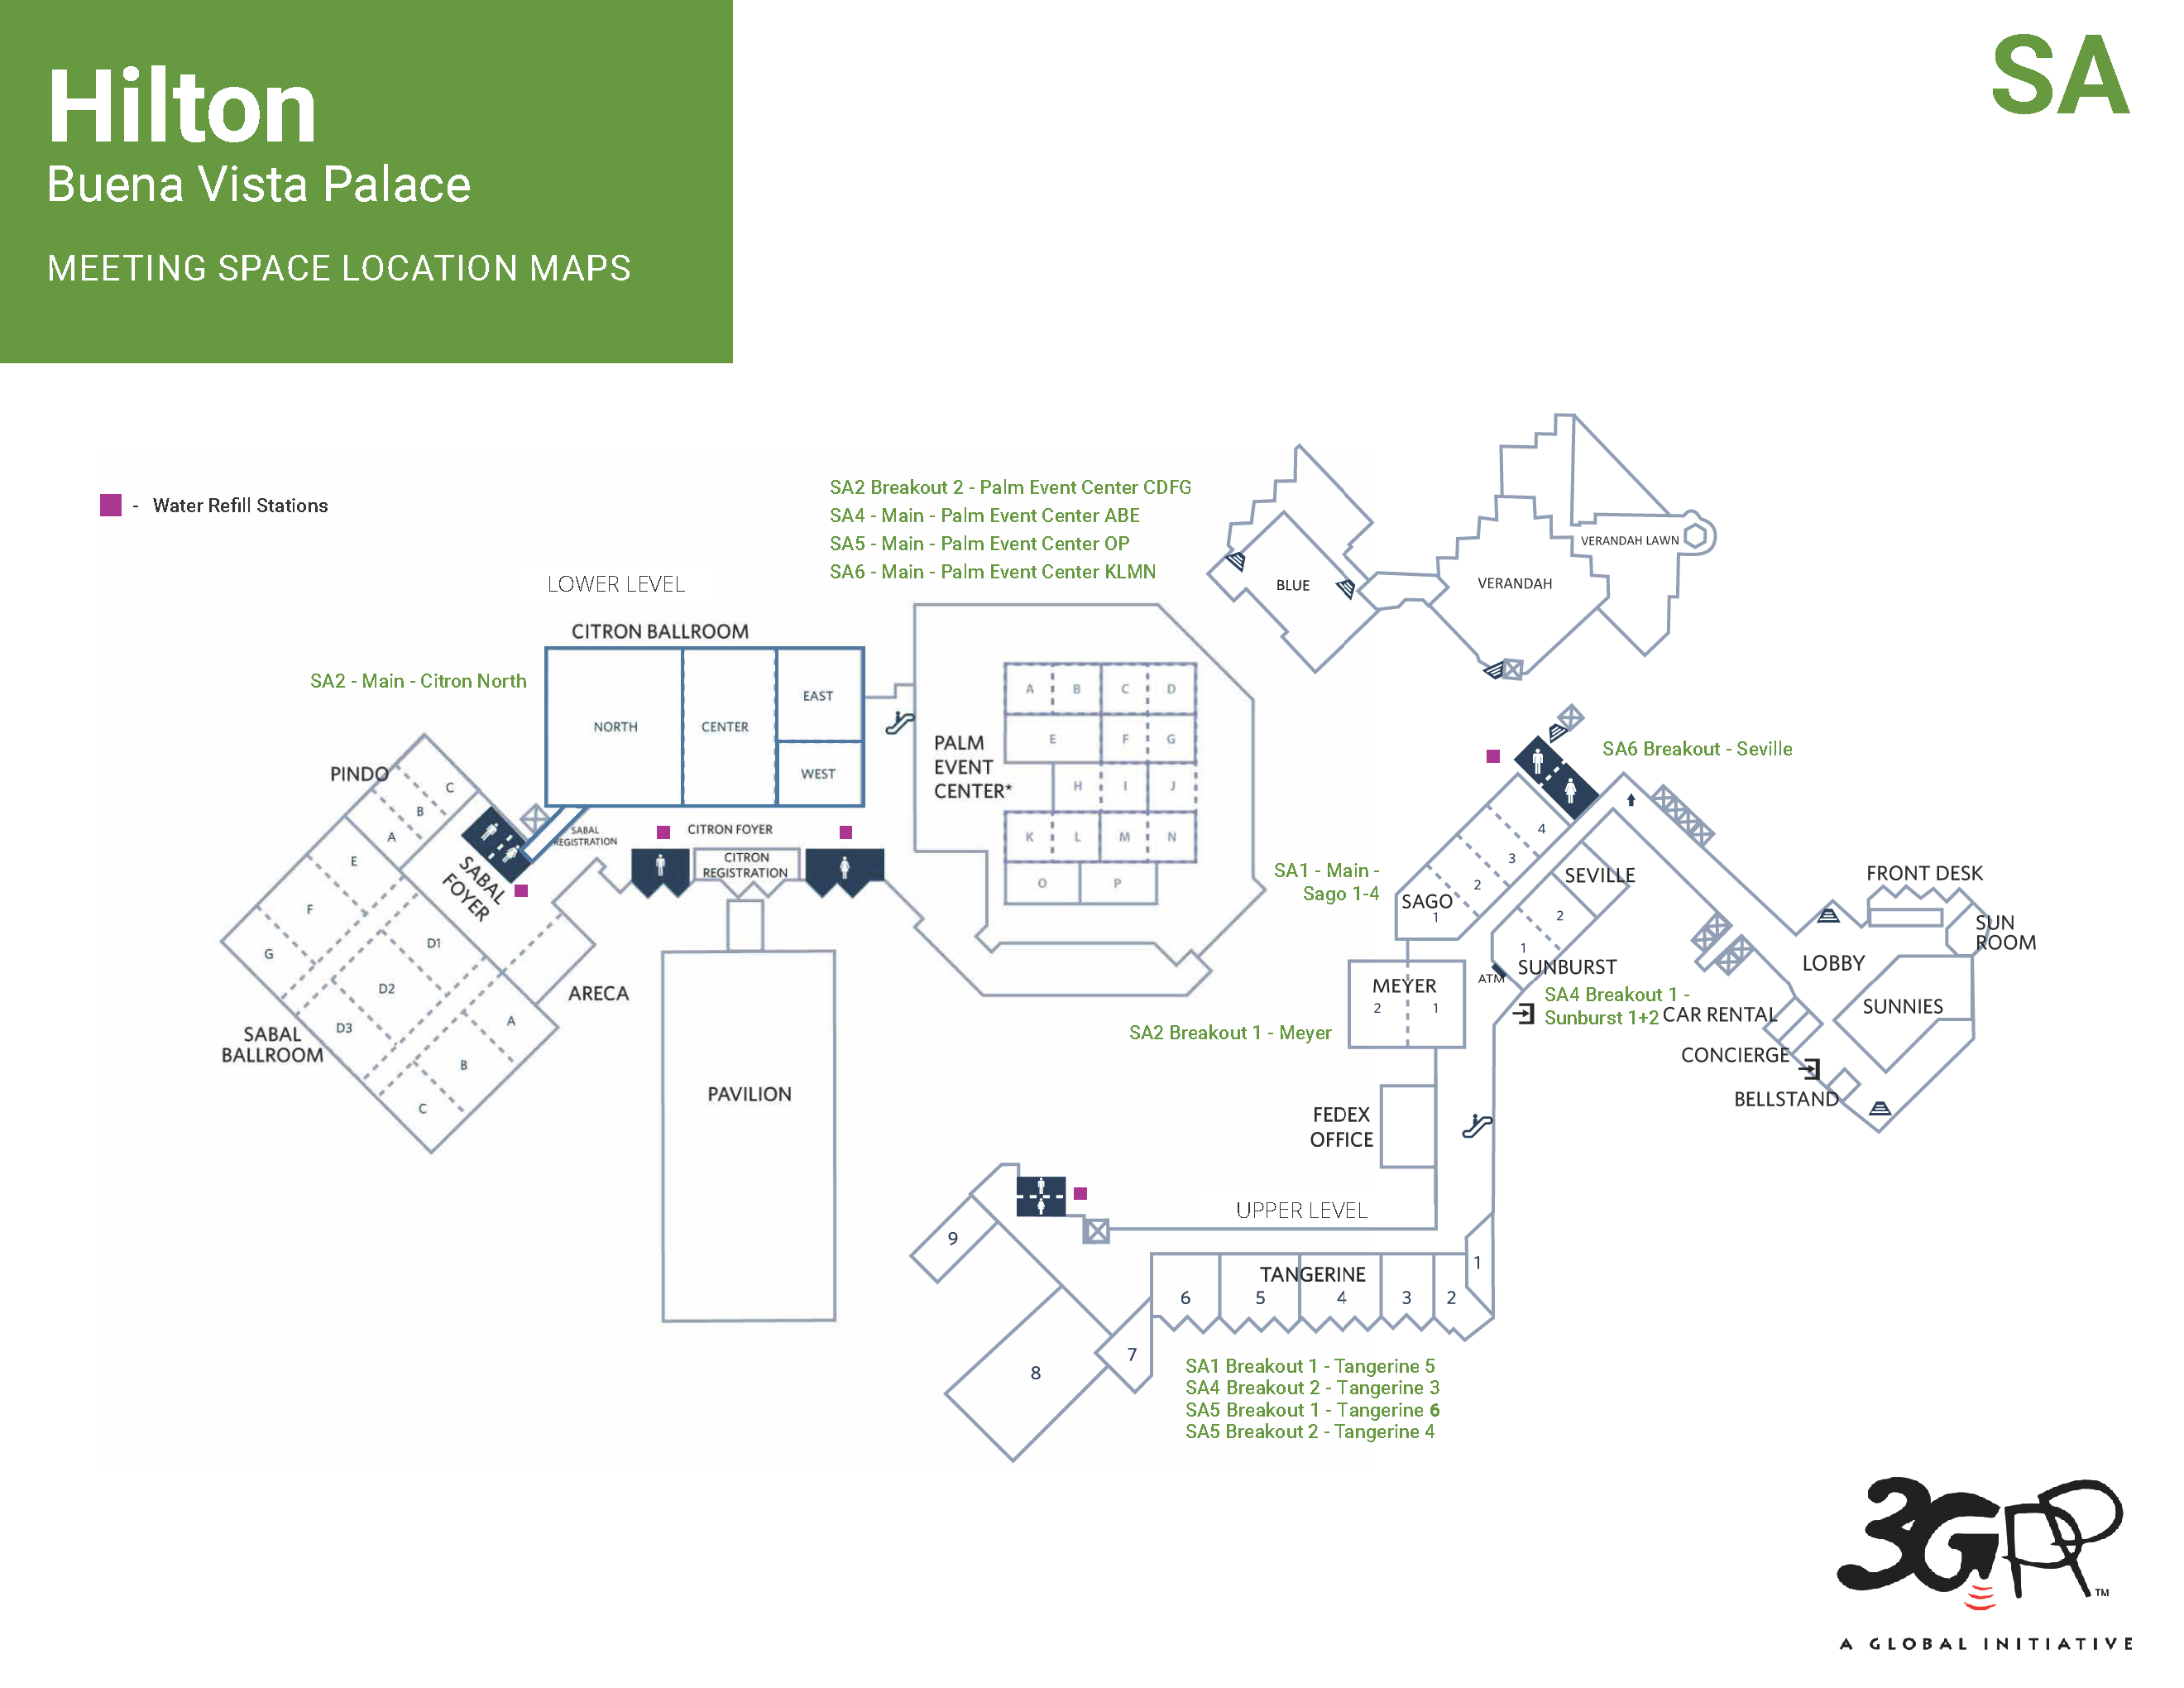 Hilton
Buena Vista Palace
MEETING SPACE LOCATION MAPS
SA
- Water Refill Stations
SA2 Breakout 2 - Palm Event Center CDFG
SA4 - Main - Palm Event Center ABE
SA5 - Main - Palm Event Center OP
SA6 - Main - Palm Event Center KLMN
LOWER LEVEL
CITRON BALLROOM
SA2 - Main - Citron North
NORTH
CENTER
EAST
WEST
PINDO
C
B
A
SABAL
REGISTRATION
CITRON FOYER
CITRON
REGISTRATION
SABAL
FOYER
E
F
G
D1
D2
D3
A
B
C
SABAL
BALLROOM
ARECA
PAVILION
PALM
EVENT
CENTER*
A B C D
E F G
H I J
K L M N
O P
BLUE
VERANDAH
VERANDAH LAWN
SA6 Breakout - Seville
4
3
2
SAGO
1
SA1 - Main -
Sago 1-4
SEVILLE
2
1
SUNBURST
ATM
SA4 Breakout 1 -
Sunburst 1+2
MEYER
2 1
SA2 Breakout 1 - Meyer
FRONT DESK
SUN
ROOM
LOBBY
SUNNIES
CAR RENTAL
CONCIERGE
BELLSTAND
FEDEX
OFFICE
UPPER LEVEL
9
8
7
TANGERINE
6 5 4 3 2 1
SA1 Breakout 1 - Tangerine 5
SA4 Breakout 2 - Tangerine 3
SA5 Breakout 1 - Tangerine 6
SA5 Breakout 2 - Tangerine 4
3GPP
TM
A GLOBAL INITIATIVE